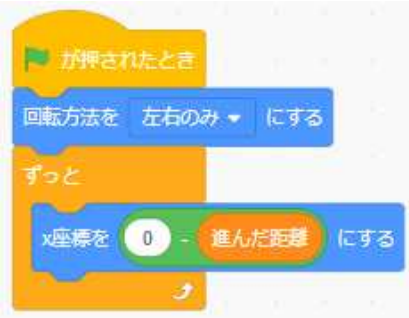 が押されたとき
回転方法を 左右のみ にする
ずっと
x座標を 0 - 進んだ距離 にする